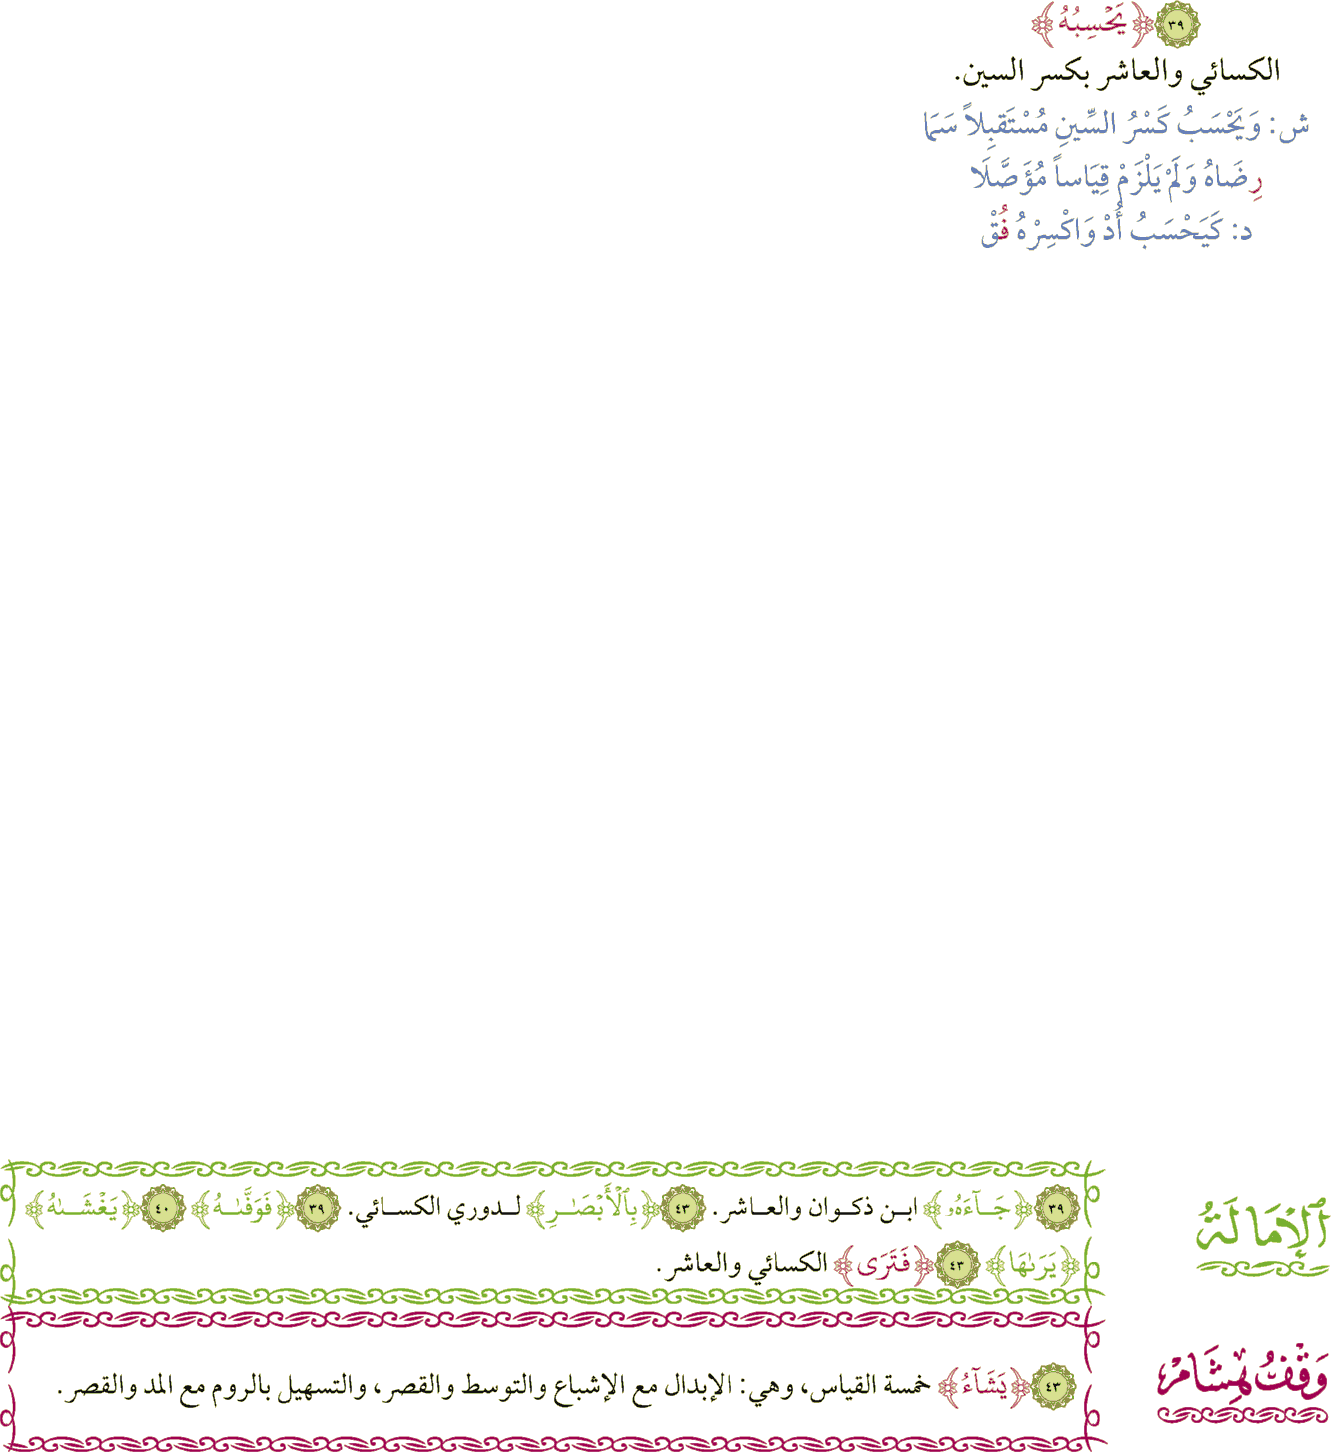 ٣٩ ﴿يَحْسِبُهُ﴾
الكسائي والعاشر بكسر السين.
ش: وَيَحْسَبُ كَسْرُ السِّينِ مُسْتَقبِلاً سَمَا
رِضَاهُ وَلَمْ يَلْزَمْ قِيَاساً مُؤَصَّلَا
د: كَيَحْسَبُ أُدْ وَاكْسِرْهُ فُقْ
ٱلْإِمَالَةُ
٣٩ ﴿جَآءَهُۥ﴾ ابن ذكوان والعاشر. ٤٣ ﴿بِٱلْأَبْصَٰرِ﴾ لدوري الكسائي. ٣٩ ﴿فَوَفَّىٰهُ﴾ ٤٠ ﴿يَغْشَىٰهُ﴾
﴿يَرَىٰهَا﴾ ٤٣ ﴿فَتَرَى﴾ الكسائي والعاشر.
وَقْفُ هِشَامٍ
٤٣ ﴿يَشَآءُ﴾ خمسة القياس، وهي: الإبدال مع الإشباع والتوسط والقصر، والتسهيل بالروم مع المد والقصر.